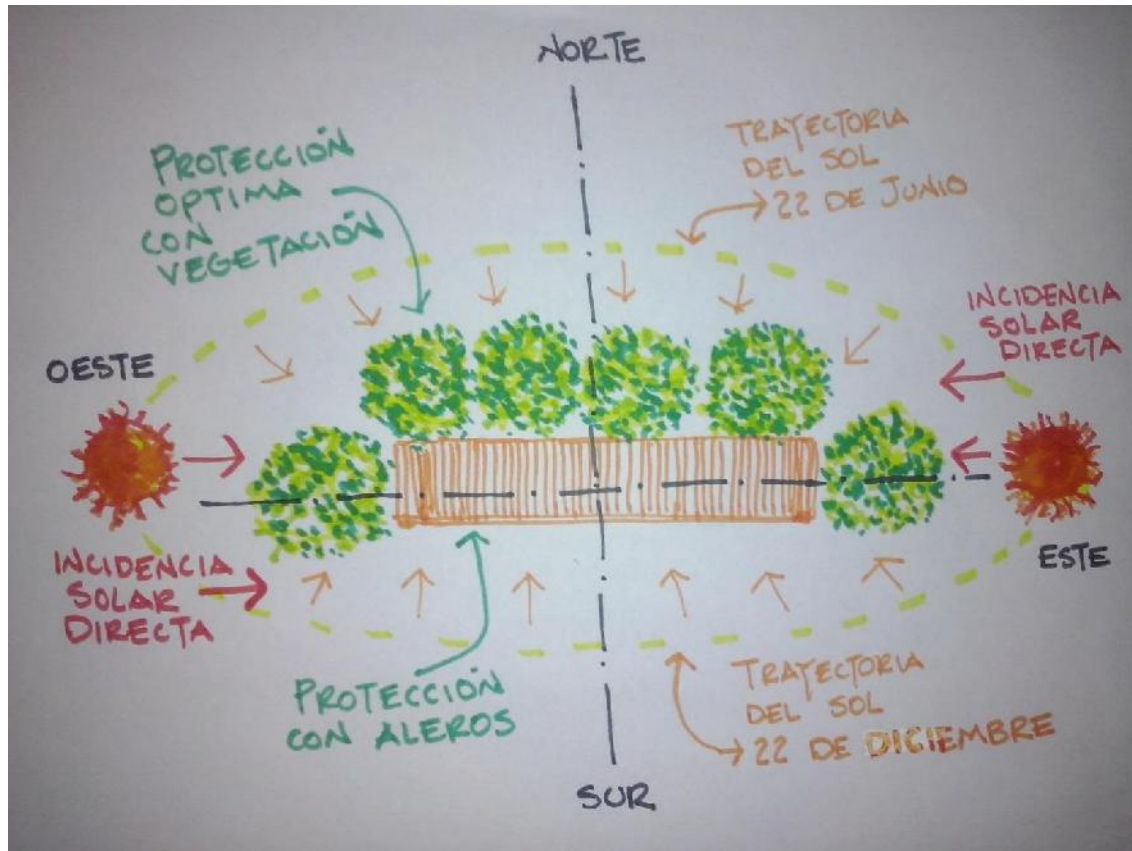 NORTE
PROTECCIÓN
OPTIMA
CON
VEGETACIÓN
TRAYECTORIA
DEL SOL
22 DE JUNIO
INCIDENCIA
SOLAR
DIRECTA
OESTE
ESTE
INCIDENCIA
SOLAR
DIRECTA
PROTECCIÓN
CON ALEROS
TRAYECTORIA
DEL SOL
22 DE DICIEMBRE
SUR